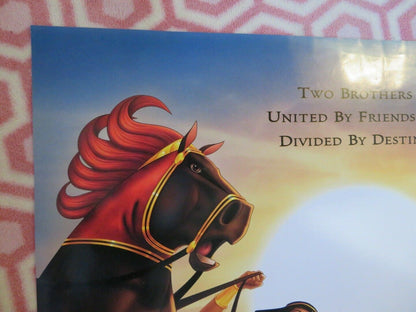 TWO BROTHERS
UNITED BY FRIENDS
DIVIDED BY DESTIN